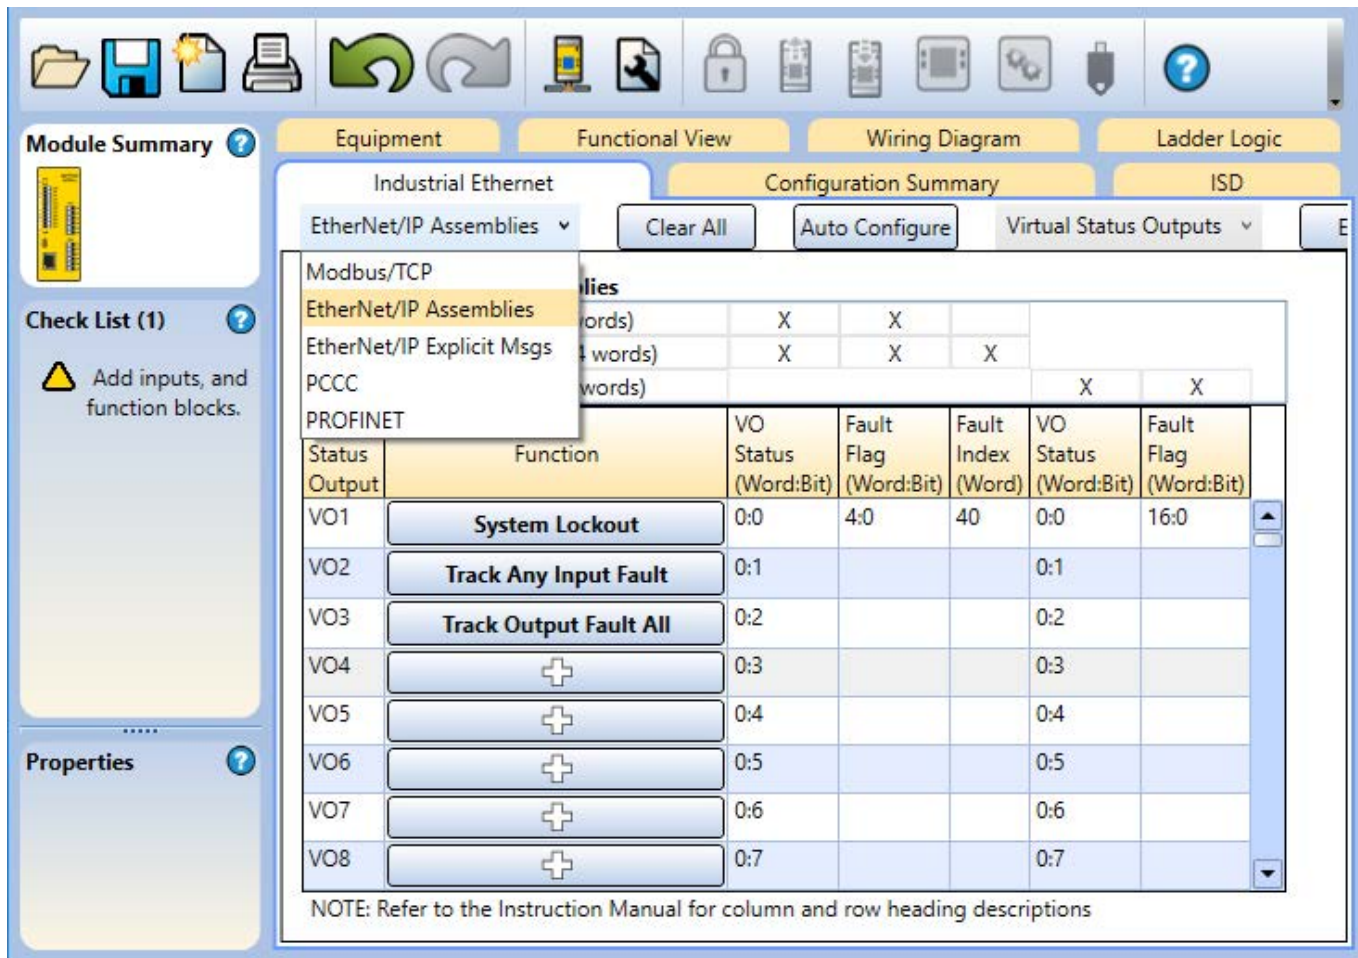 Module Summary
Equipment
Functional View
Wiring Diagram
Ladder Logic
Industrial Ethernet
Configuration Summary
ISD
EtherNet/IP Assemblies
Clear All
Auto Configure
Virtual Status Outputs
E
Modbus/TCP
EtherNet/IP Assemblies
EtherNet/IP Explicit Msgs
PCCC
PROFINET
lies
words) X X
words) X X X
words) X X
Check List (1)
Add inputs, and
function blocks.
Properties
Status
Output
Function
VO
Status
(Word:Bit)
Fault
Flag
(Word:Bit)
Fault
Index
(Word)
VO
Status
(Word:Bit)
Fault
Flag
(Word:Bit)
VO1 System Lockout 0:0 4:0 40 0:0 16:0
VO2 Track Any Input Fault 0:1 0:1
VO3 Track Output Fault All 0:2 0:2
VO4 0:3 0:3
VO5 0:4 0:4
VO6 0:5 0:5
VO7 0:6 0:6
VO8 0:7 0:7
NOTE: Refer to the Instruction Manual for column and row heading descriptions